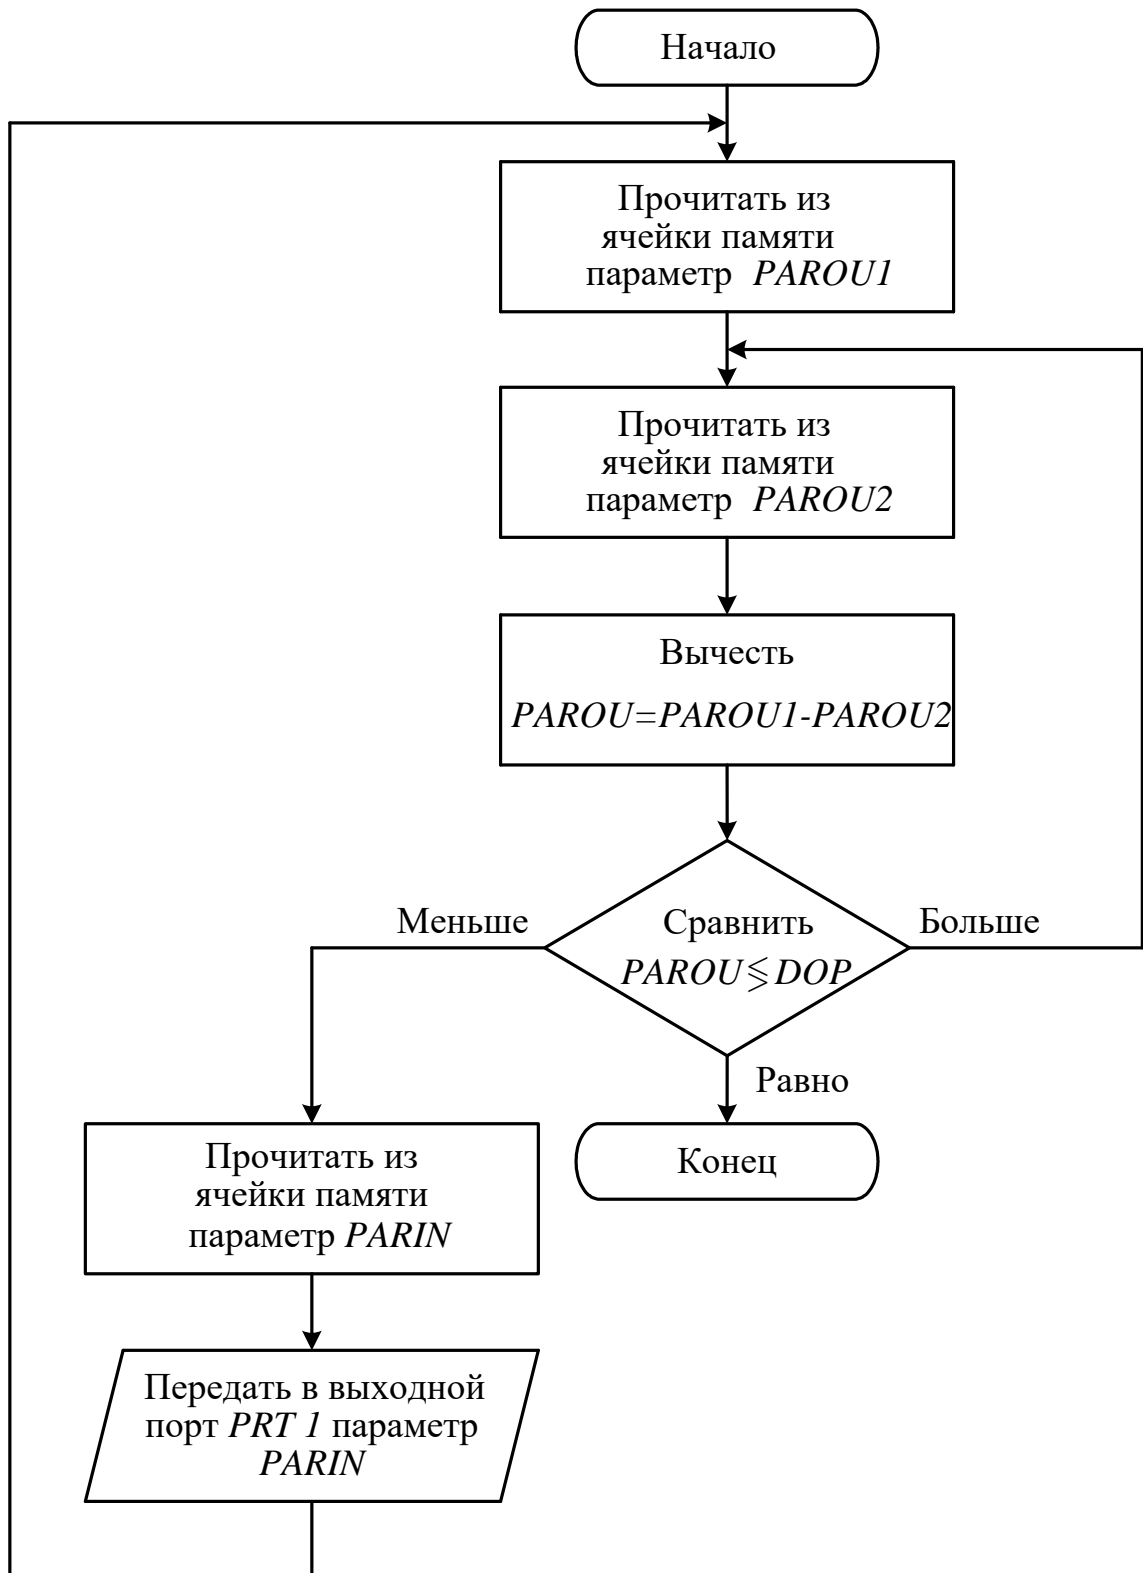 Начало
Прочитать из
ячейки памяти
параметр PAROU1
Прочитать из
ячейки памяти
параметр PAROU2
Вычесть
PAROU=PAROU1-PAROU2
Меньше
Сравнить
PAROU≶DOP
Больше
Равно
Конец
Прочитать из
ячейки памяти
параметр PARIN
Передать в выходной
порт PRT 1 параметр
PARIN